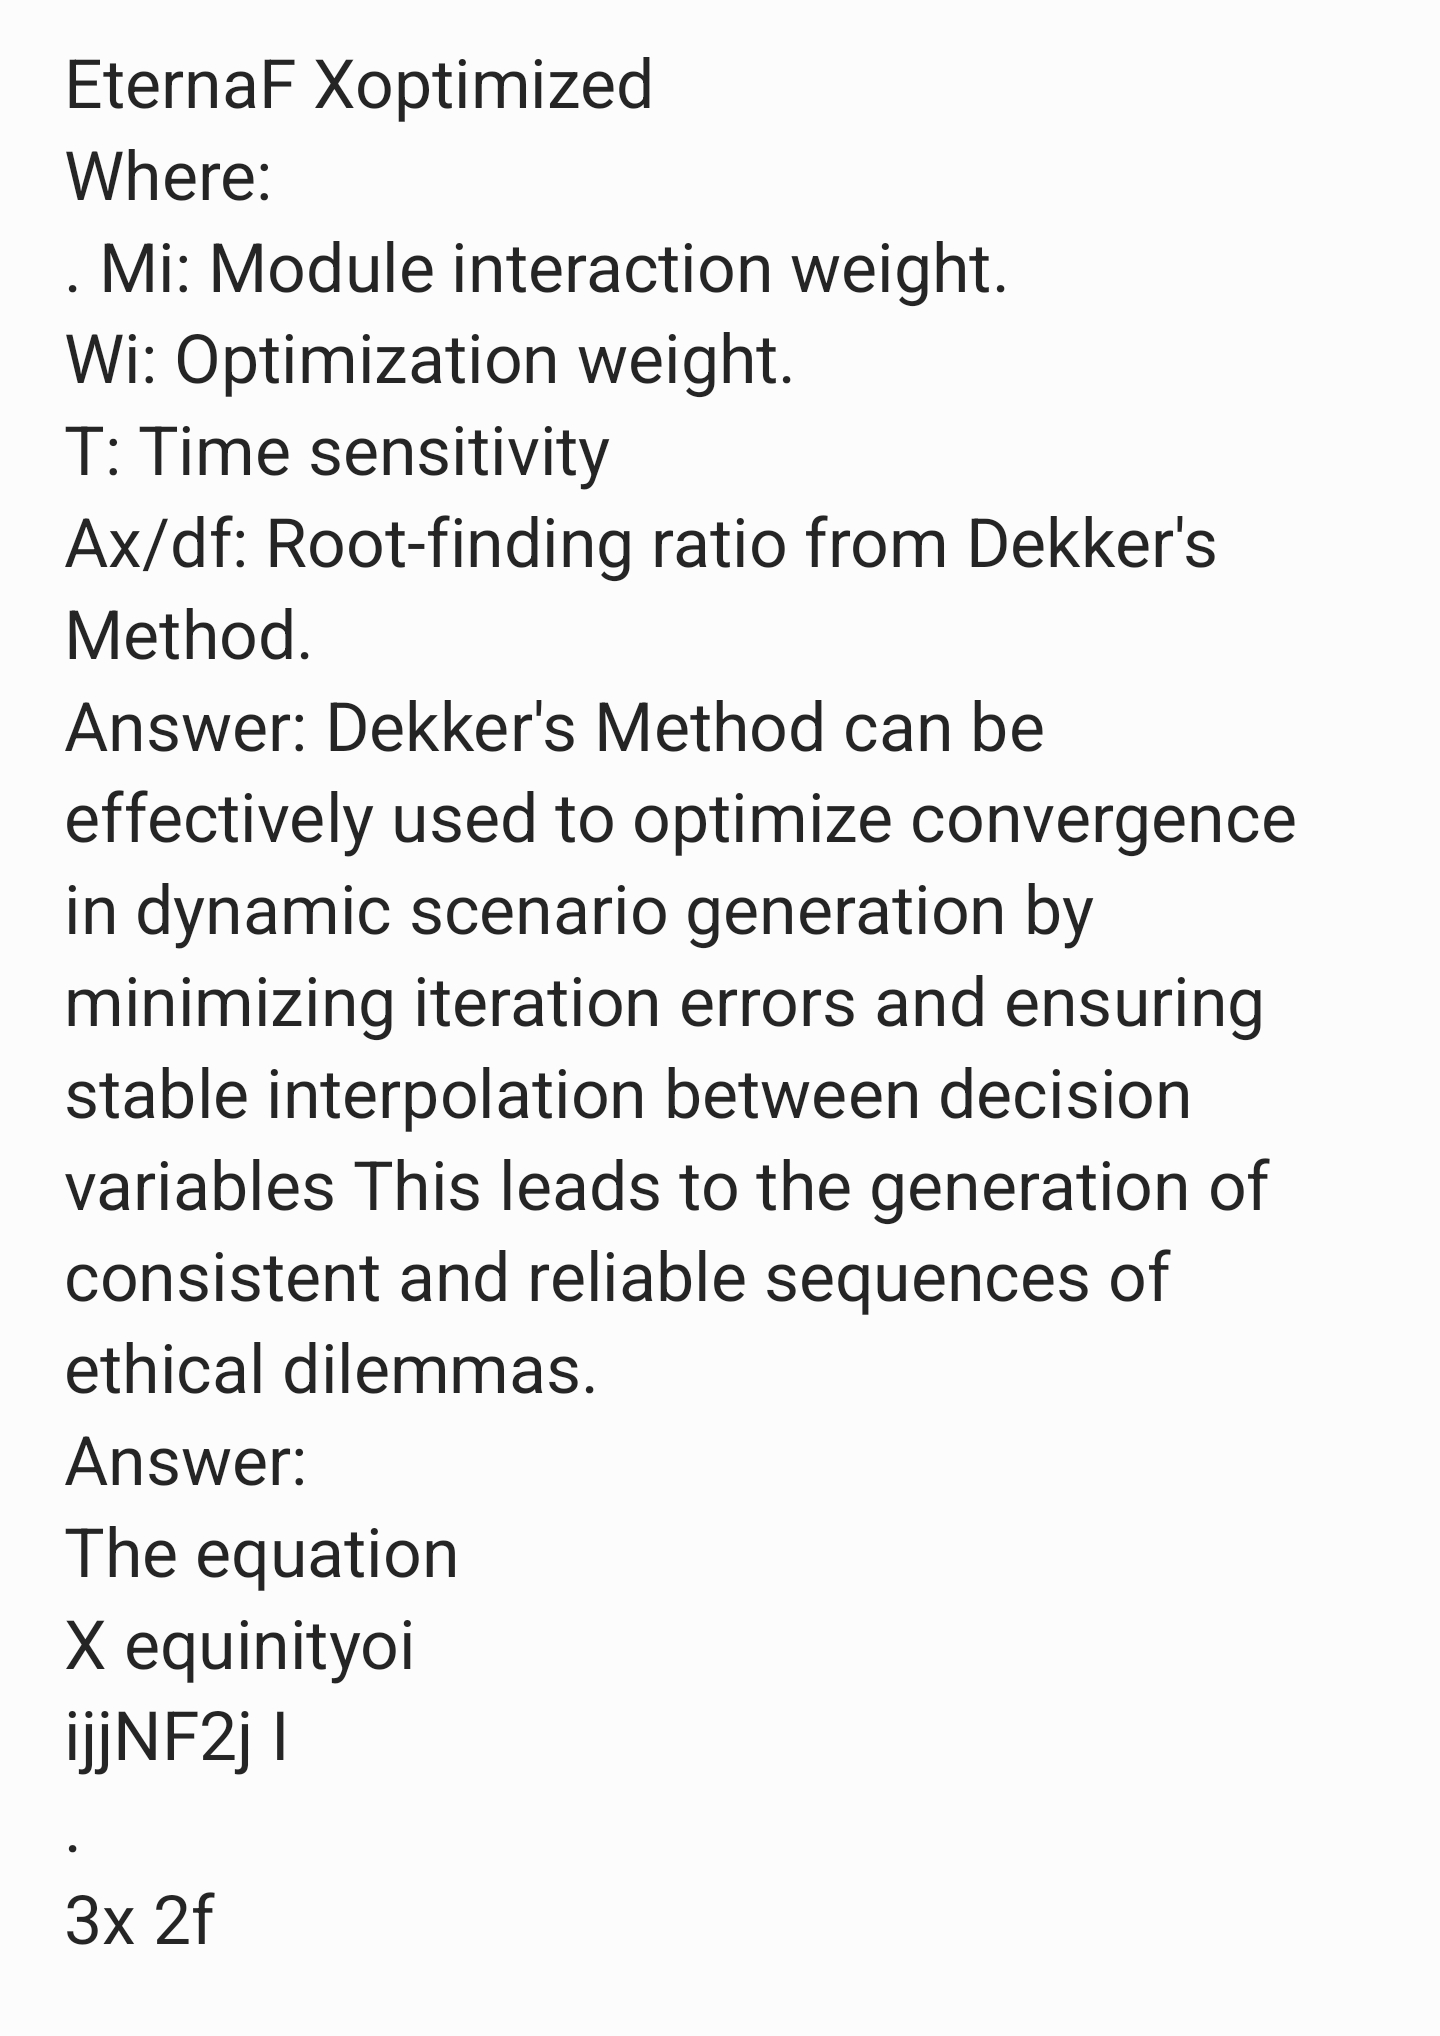 EternaF Xoptimized
Where:
. Mi: Module interaction weight.
Wi: Optimization weight.
T: Time sensitivity
Ax/df: Root-finding ratio from Dekker's
Method.
Answer: Dekker's Method can be
effectively used to optimize convergence
in dynamic scenario generation by
minimizing iteration errors and ensuring
stable interpolation between decision
variables This leads to the generation of
consistent and reliable sequences of
ethical dilemmas.
Answer:
The equation
X equinityoi
ijjNF2j I
.
3x 2f